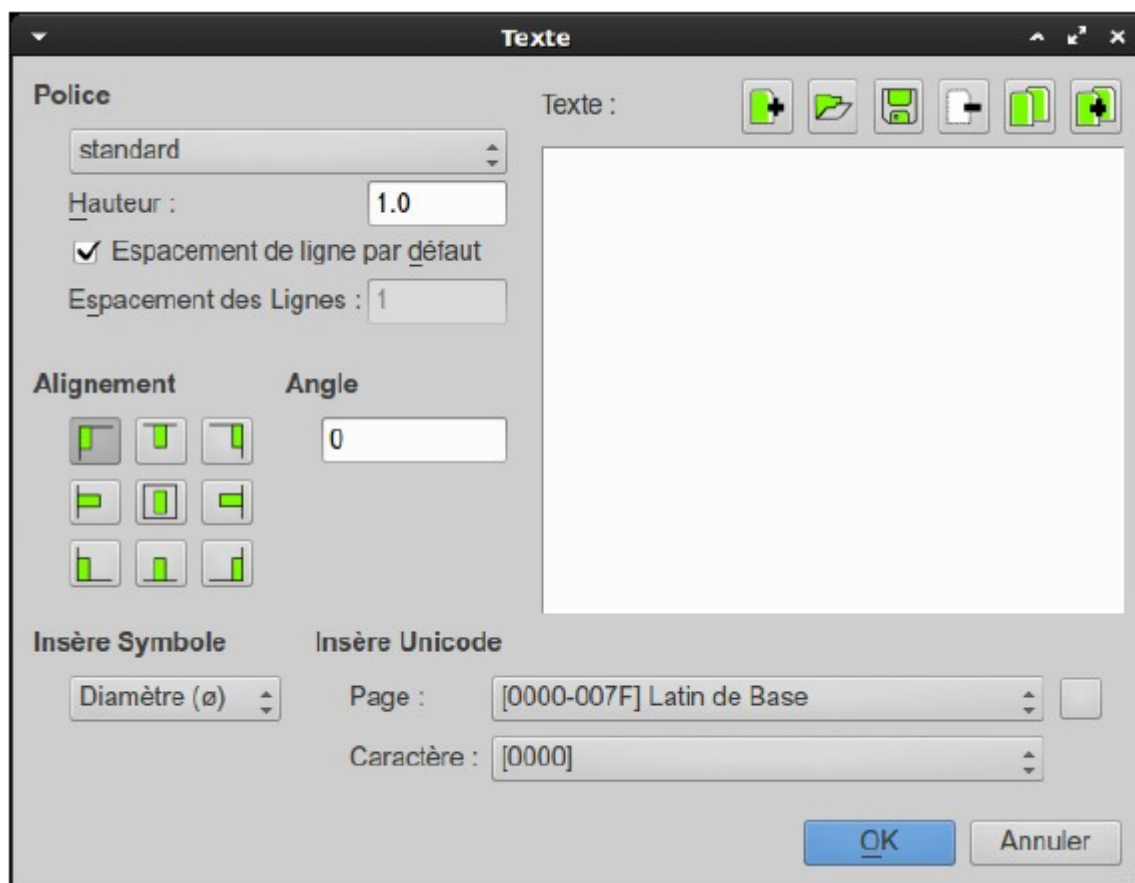 Texte
Police
Texte :
standard
Hauteur :
1.0
Espacement de ligne par défaut
Espacement des Lignes :
1
Alignement
Angle
0
Insère Symbole
Insère Unicode
Diamètre (ø)
Page :
[0000-007F] Latin de Base
Caractère :
[0000]
OK
Annuler